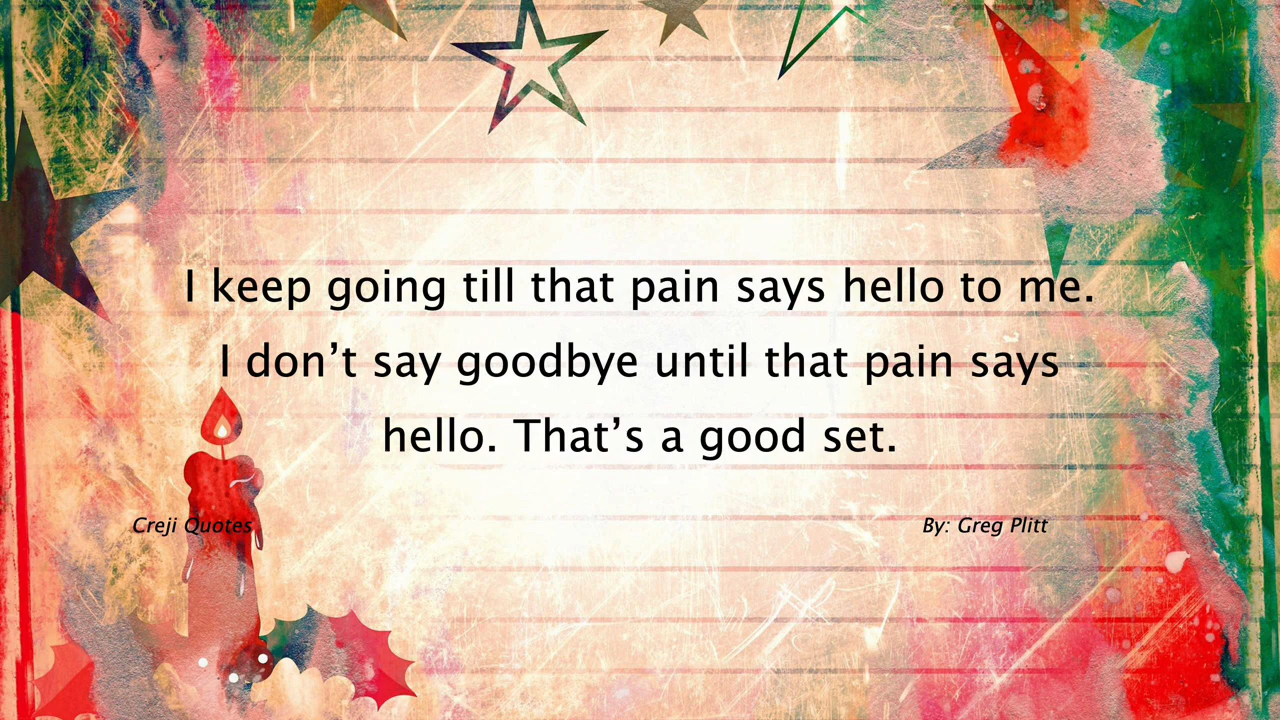 I keep going till that pain says hello to me.
I don’t say goodbye until that pain says
hello. That’s a good set.
Creji Quotes
By: Greg Plitt